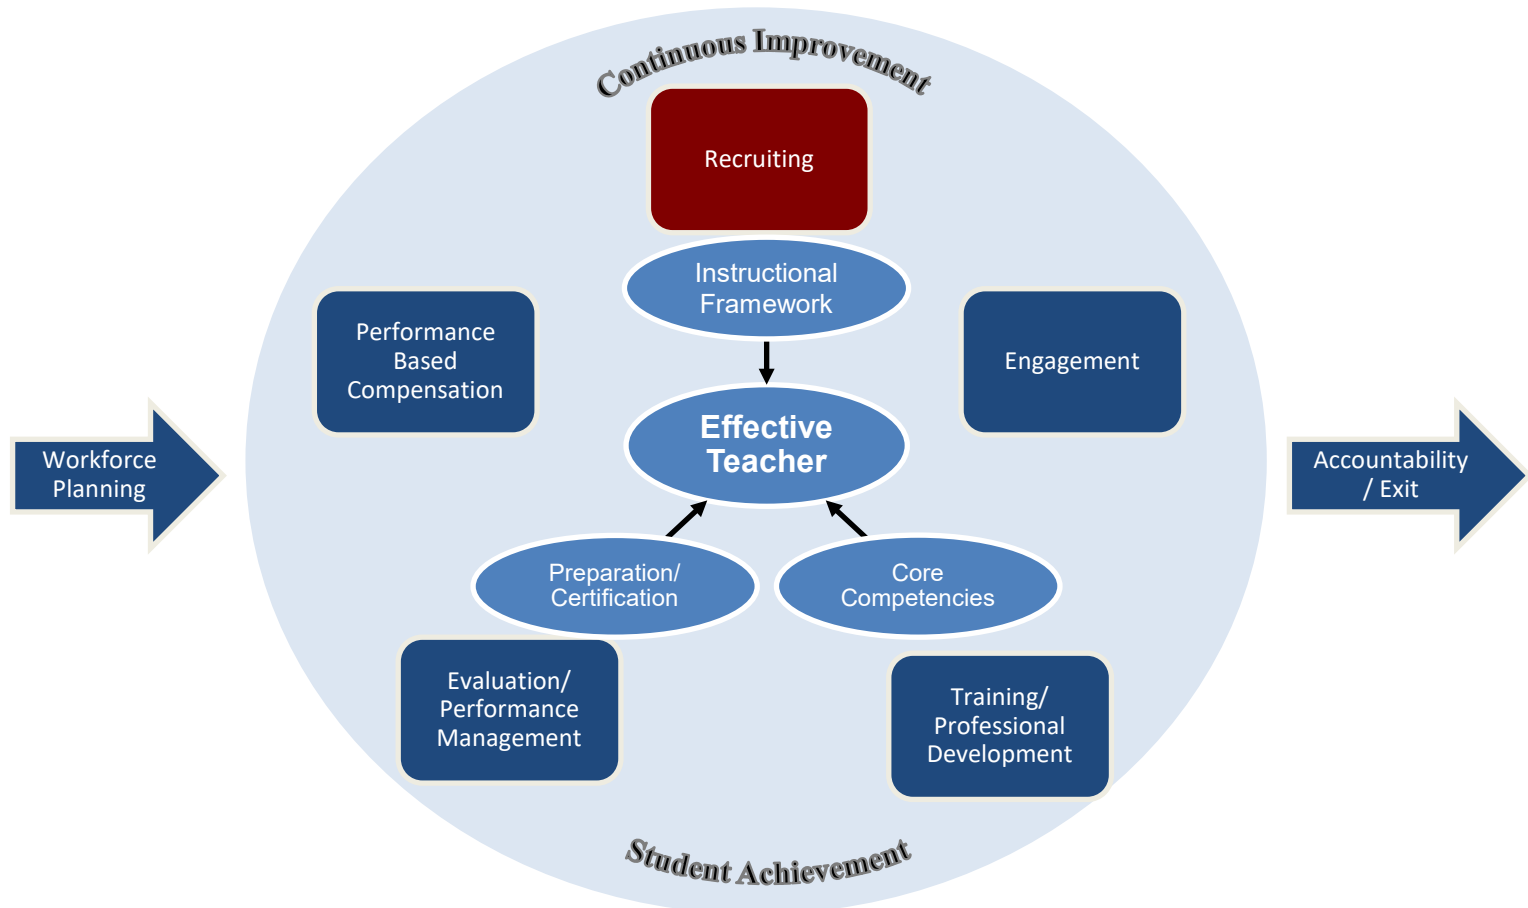 Continuous Improvement
Recruiting
Instructional
Framework
Performance
Based
Compensation
Engagement
Effective
Teacher
Workforce
Planning
Accountability
/ Exit
Preparation/
Certification
Core
Competencies
Evaluation/
Performance
Management
Training/
Professional
Development
Student Achievement